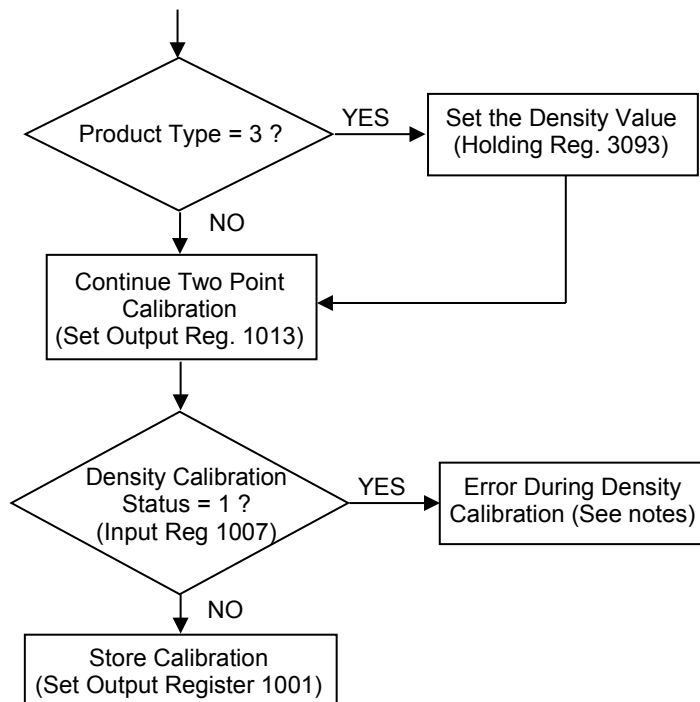 Product Type = 3 ?
YES
Set the Density Value
(Holding Reg. 3093)
NO
Continue Two Point
Calibration
(Set Output Reg. 1013)
Density Calibration
Status = 1 ?
(Input Reg 1007)
YES
Error During Density
Calibration (See notes)
NO
Store Calibration
(Set Output Register 1001)